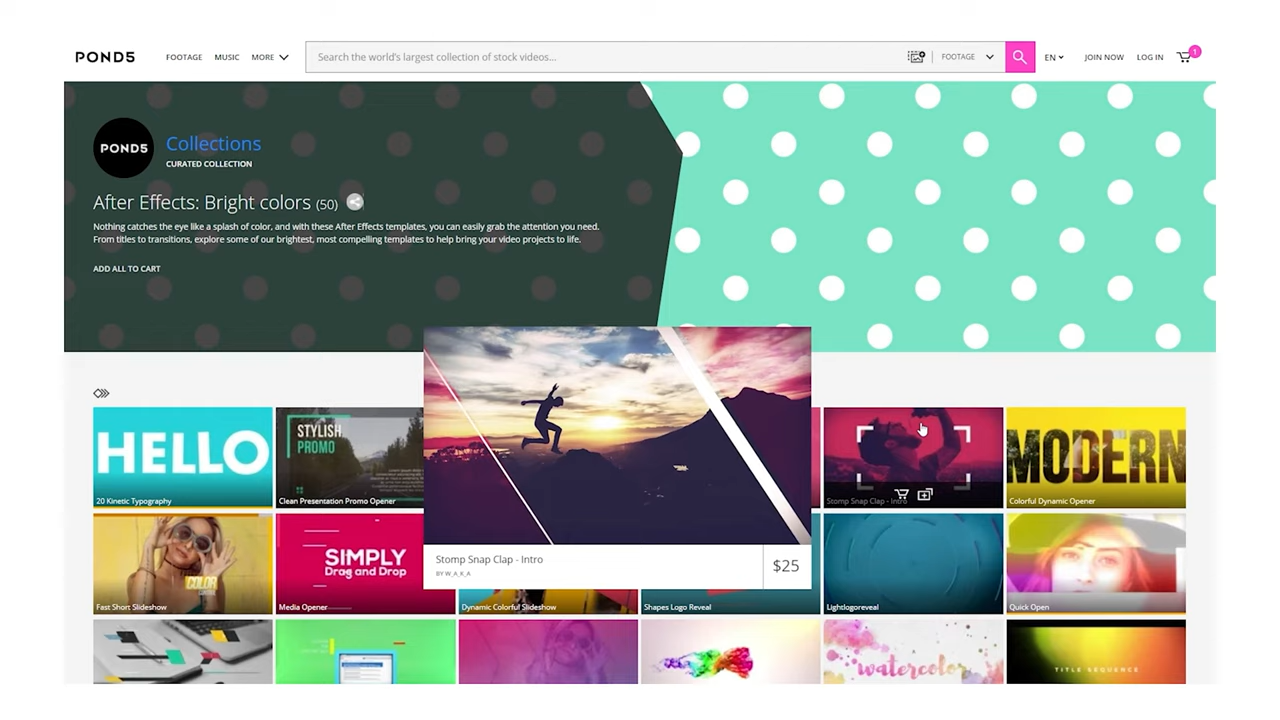 POND5
FOOTAGE MUSIC MORE
Search the world's largest collection of stock videos...
FOOTAGE
EN
JOIN NOW
LOG IN
1
POND5
Collections
CURATED COLLECTION
After Effects: Bright colors (50)
Nothing catches the eye like a splash of color, and with these After Effects templates, you can easily grab the attention you need.
From titles to transitions, explore some of our brightest, most compelling templates to help bring your video projects to life.
ADD ALL TO CART
HELLO
20 Kinetic Typography
STYLISH
PROMO
Clean Presentation Promo Opener
Stomp Snap Clap - Intro
BY W_A_K_A
$25
Stomp Snap Clap - Intro
MODERN
Colorful Dynamic Opener
COLOR
Fast Short Slideshow
SIMPLY
Drag and Drop
Media Opener
Dynamic Colorful Slideshow
Shapes Logo Reveal
Lightlogoreveal
Quick Open
watercolor
TITLE SEQUENCE